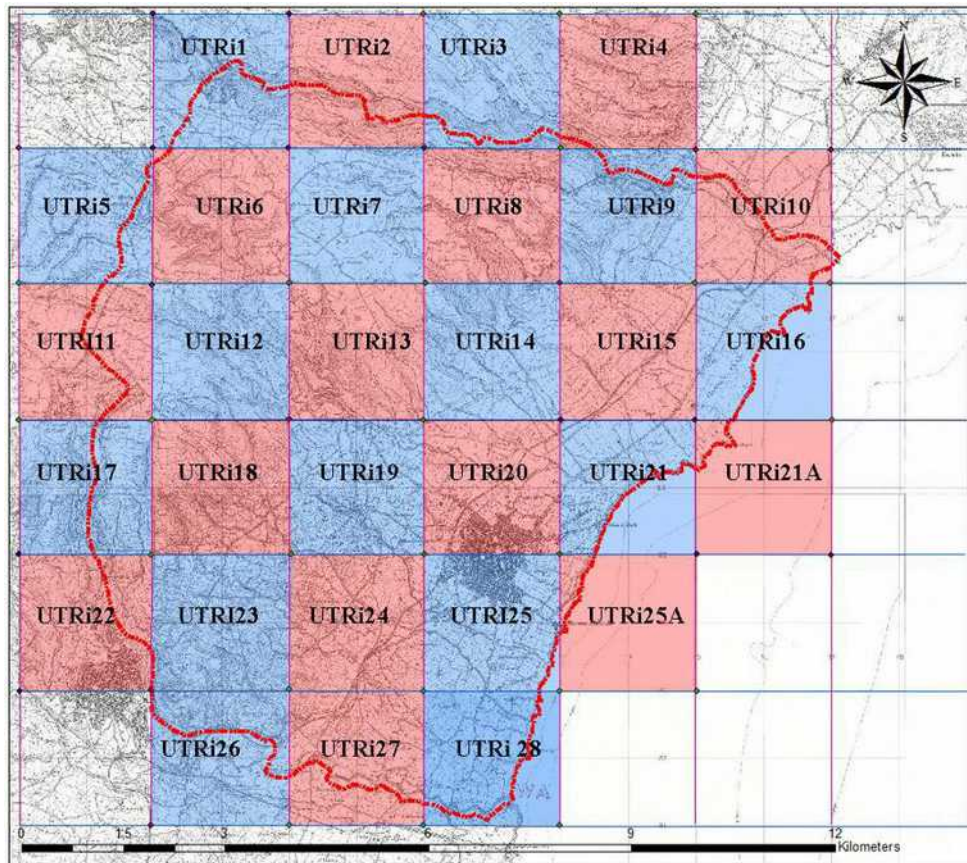 UTRi1 UTRi2 UTRi3 UTRi4
N
E
S
UTRi5 UTRi6 UTRi7 UTRi8 UTRi9 UTRi10
UTRI11 UTRi12 UTRi13 UTRi14 UTRi15 UTRi16
UTRi17 UTRi18 UTRi19 UTRi20 UTRi21 UTRi21A
UTRi22 UTRI23 UTRi24 UTRI25 UTRi25A
UTRi26 UTRi27 UTRi 28
0 1.5 3 6 9 12
Kilometers